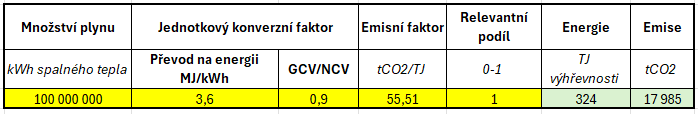 Množství plynu Jednotkový konverzní faktor Emisní faktor Relevantní podíl Energie Emise
kWh spalného tepla Převod na energii MJ/kWh GCV/NCV tCO2/TJ 0-1 TJ výhřevnosti tCO2
100 000 000 3,6 0,9 55,51 1 324 17 985